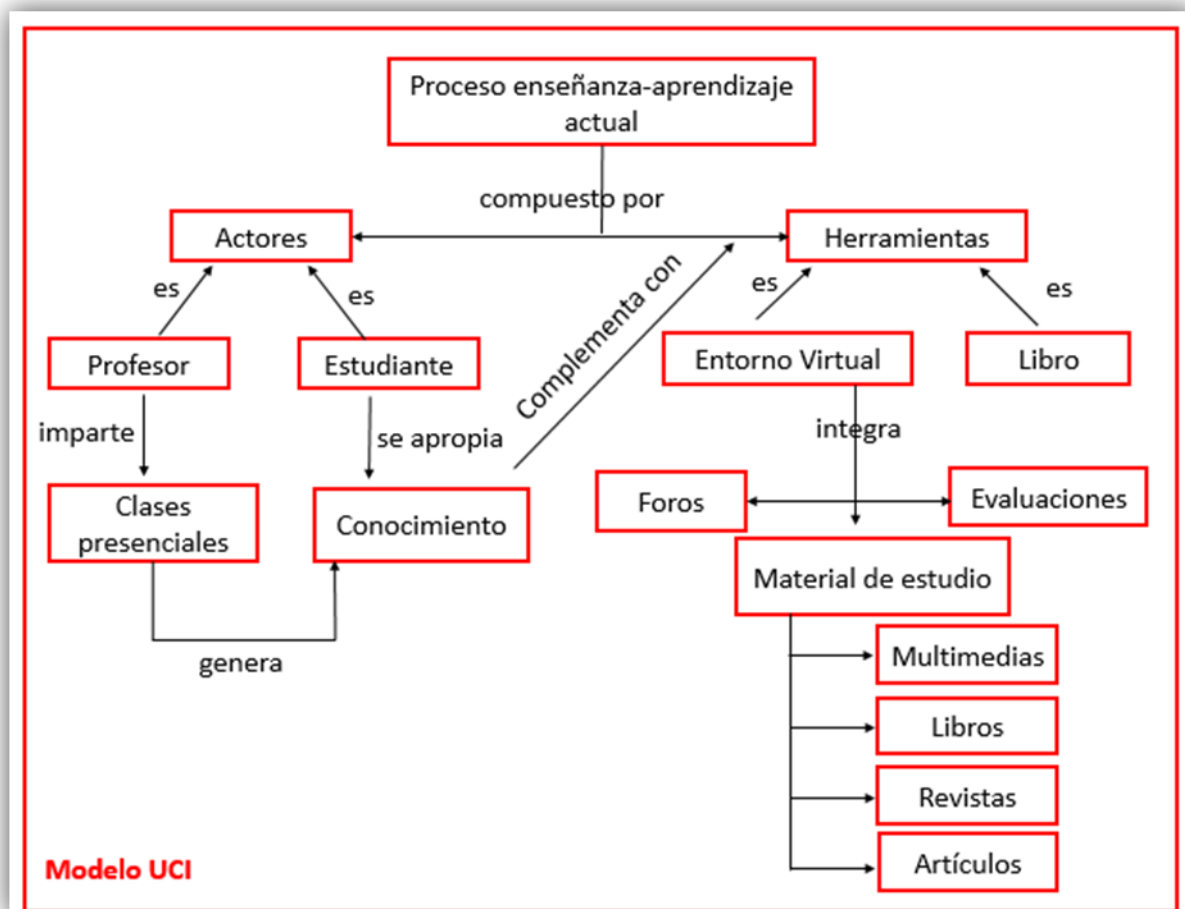 Proceso enseñanza-aprendizaje
actual
compuesto por
Actores
Herramientas
es
es
Complementa con
es
es
Profesor
Estudiante
Entorno Virtual
Libro
imparte
se apropia
integra
Clases
presenciales
Conocimiento
Foros
Evaluaciones
Material de estudio
genera
Multimedias
Libros
Revistas
Artículos
Modelo UCI